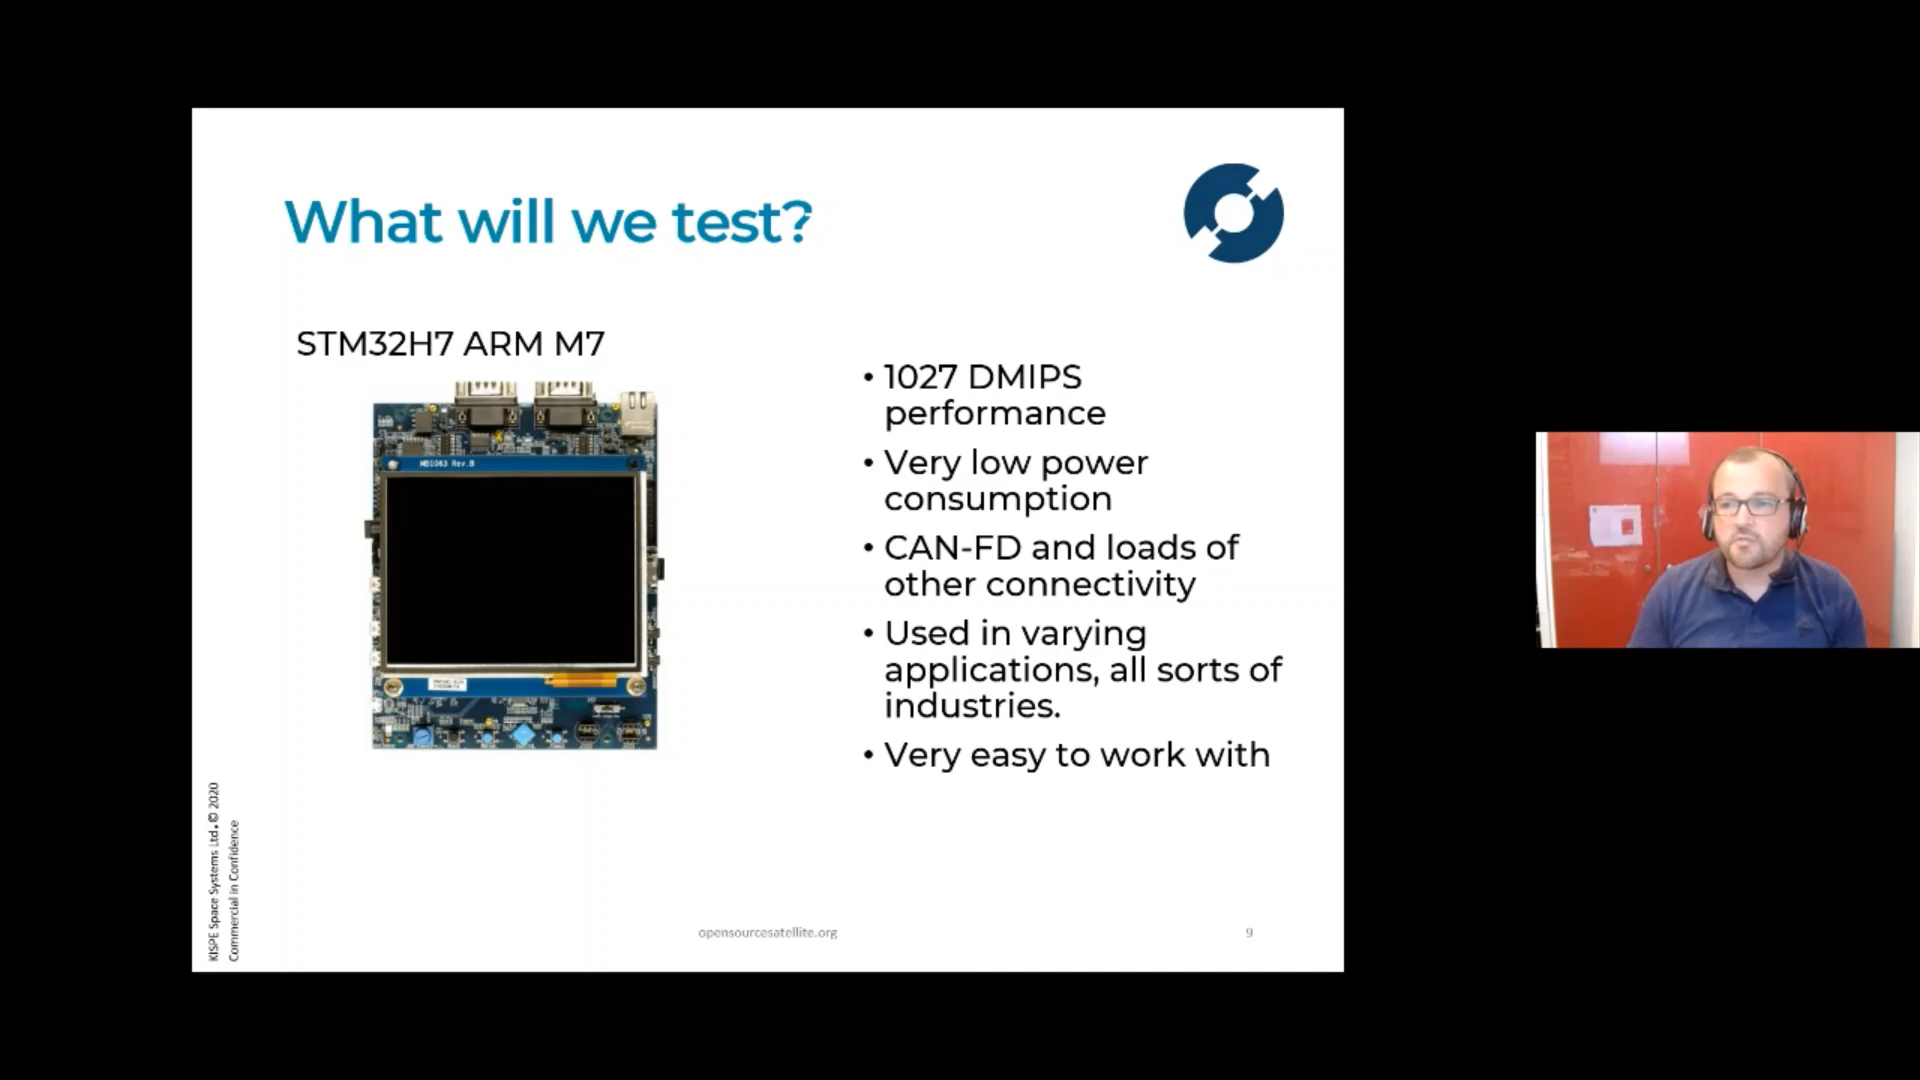 What will we test?
STM32H7 ARM M7
MB1063 Rev.B
• 1027 DMIPS
performance
• Very low power
consumption
• CAN-FD and loads of
other connectivity
• Used in varying
applications, all sorts of
industries.
• Very easy to work with
KISPE Space Systems Ltd. © 2020
Commercial in Confidence
opensourcesatellite.org
9